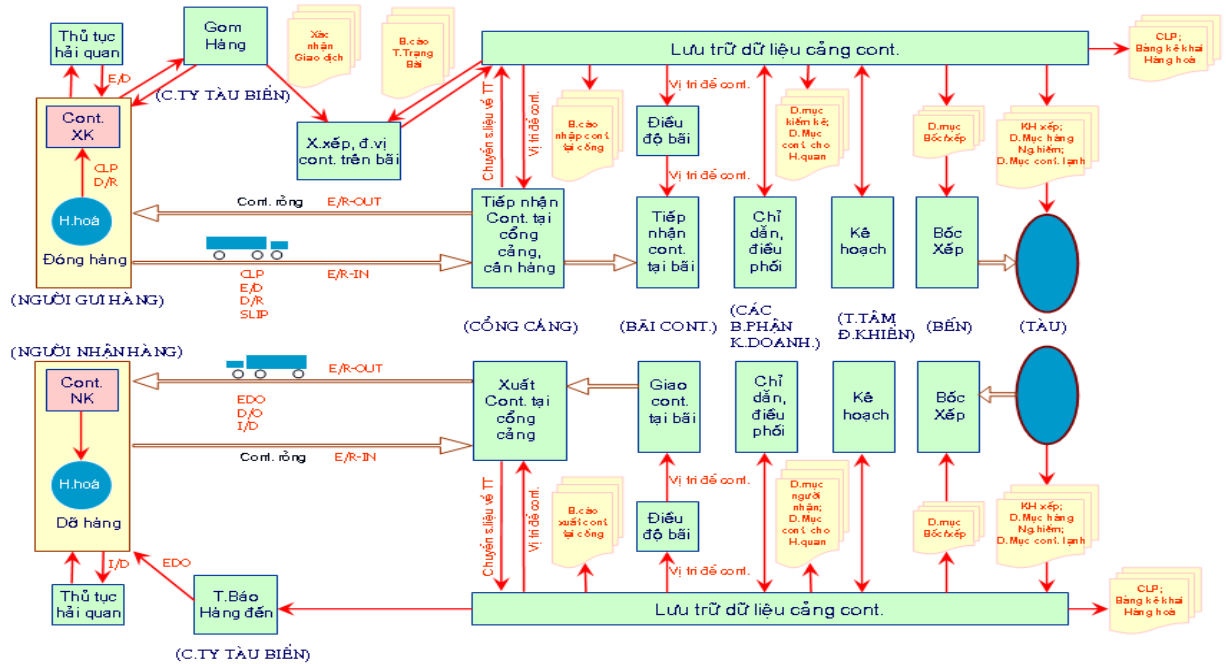 Thủ tục
hải quan
Gom
Hàng
Xác
nhận
Giao dịch
B.cáo
T.Trạng
Bãi
Lưu trữ dữ liệu cảng cont.
CLP;
Bảng kê khai
Hàng hoá
E/D
(C.TY TÀU BIỂN)
Cont.
XK
X.xếp, đ.vị
cont. trên bãi
Chuyển s.liệu về TT
Vị trí để cont.
B.cáo
nhập cont.
tại cổng
Vị trí để cont.
Điều
độ bãi
Vị trí để cont.
D.mục
kiểm kê;
D.Mục
cont. cho
H.quan
D.mục
Bốc/xếp
KH xếp;
D.Mục hàng
Ng.hiểm;
D.Mục cont. lạnh
CLP
D/R
H.hoá
Đóng hàng
Cont. rỗng E/R-OUT
E/R-IN
CLP
E/D
D/R
SLIP
Tiếp nhận
Cont. tại
cổng
cảng,
cân hàng
Tiếp
nhận
cont.
tại bãi
Chỉ
dẫn,
điều
phối
Kê
hoạch
Bốc
Xếp
(NGƯỜI GƯI HÀNG)
(CỔNG CẢNG)
(BÃI CONT.)
(CÁC
B.PHẬN
K.DOANH.)
(T.TÂM
Đ.KHIỂN)
(BẾN)
(TÀU)
(NGƯỜI NHẬN HÀNG)
Cont.
NK
E/R-OUT
EDO
D/O
I/D
Cont. rỗng E/R-IN
H.hoá
Dỡ hàng
Xuất
Cont. tại
cổng
cảng
Giao
cont.
tại bãi
Chỉ
dẫn,
điều
phối
Kê
hoạch
Bốc
Xếp
Chuyển s.liệu về TT
Vị trí để cont.
B.cáo
xuất cont.
tại cổng
Vị trí để cont.
Điều
độ bãi
Vị trí để cont.
D.mục
người
nhận;
D.Mục
cont. cho
H.quan
D.mục
Bốc/xếp
KH xếp;
D.Mục hàng
Ng.hiểm;
D.Mục cont. lạnh
I/D
EDO
Thủ tục
hải quan
T.Báo
Hàng đến
Lưu trữ dữ liệu cảng cont.
CLP;
Bảng kê khai
Hàng hoá
(C.TY TÀU BIỂN)